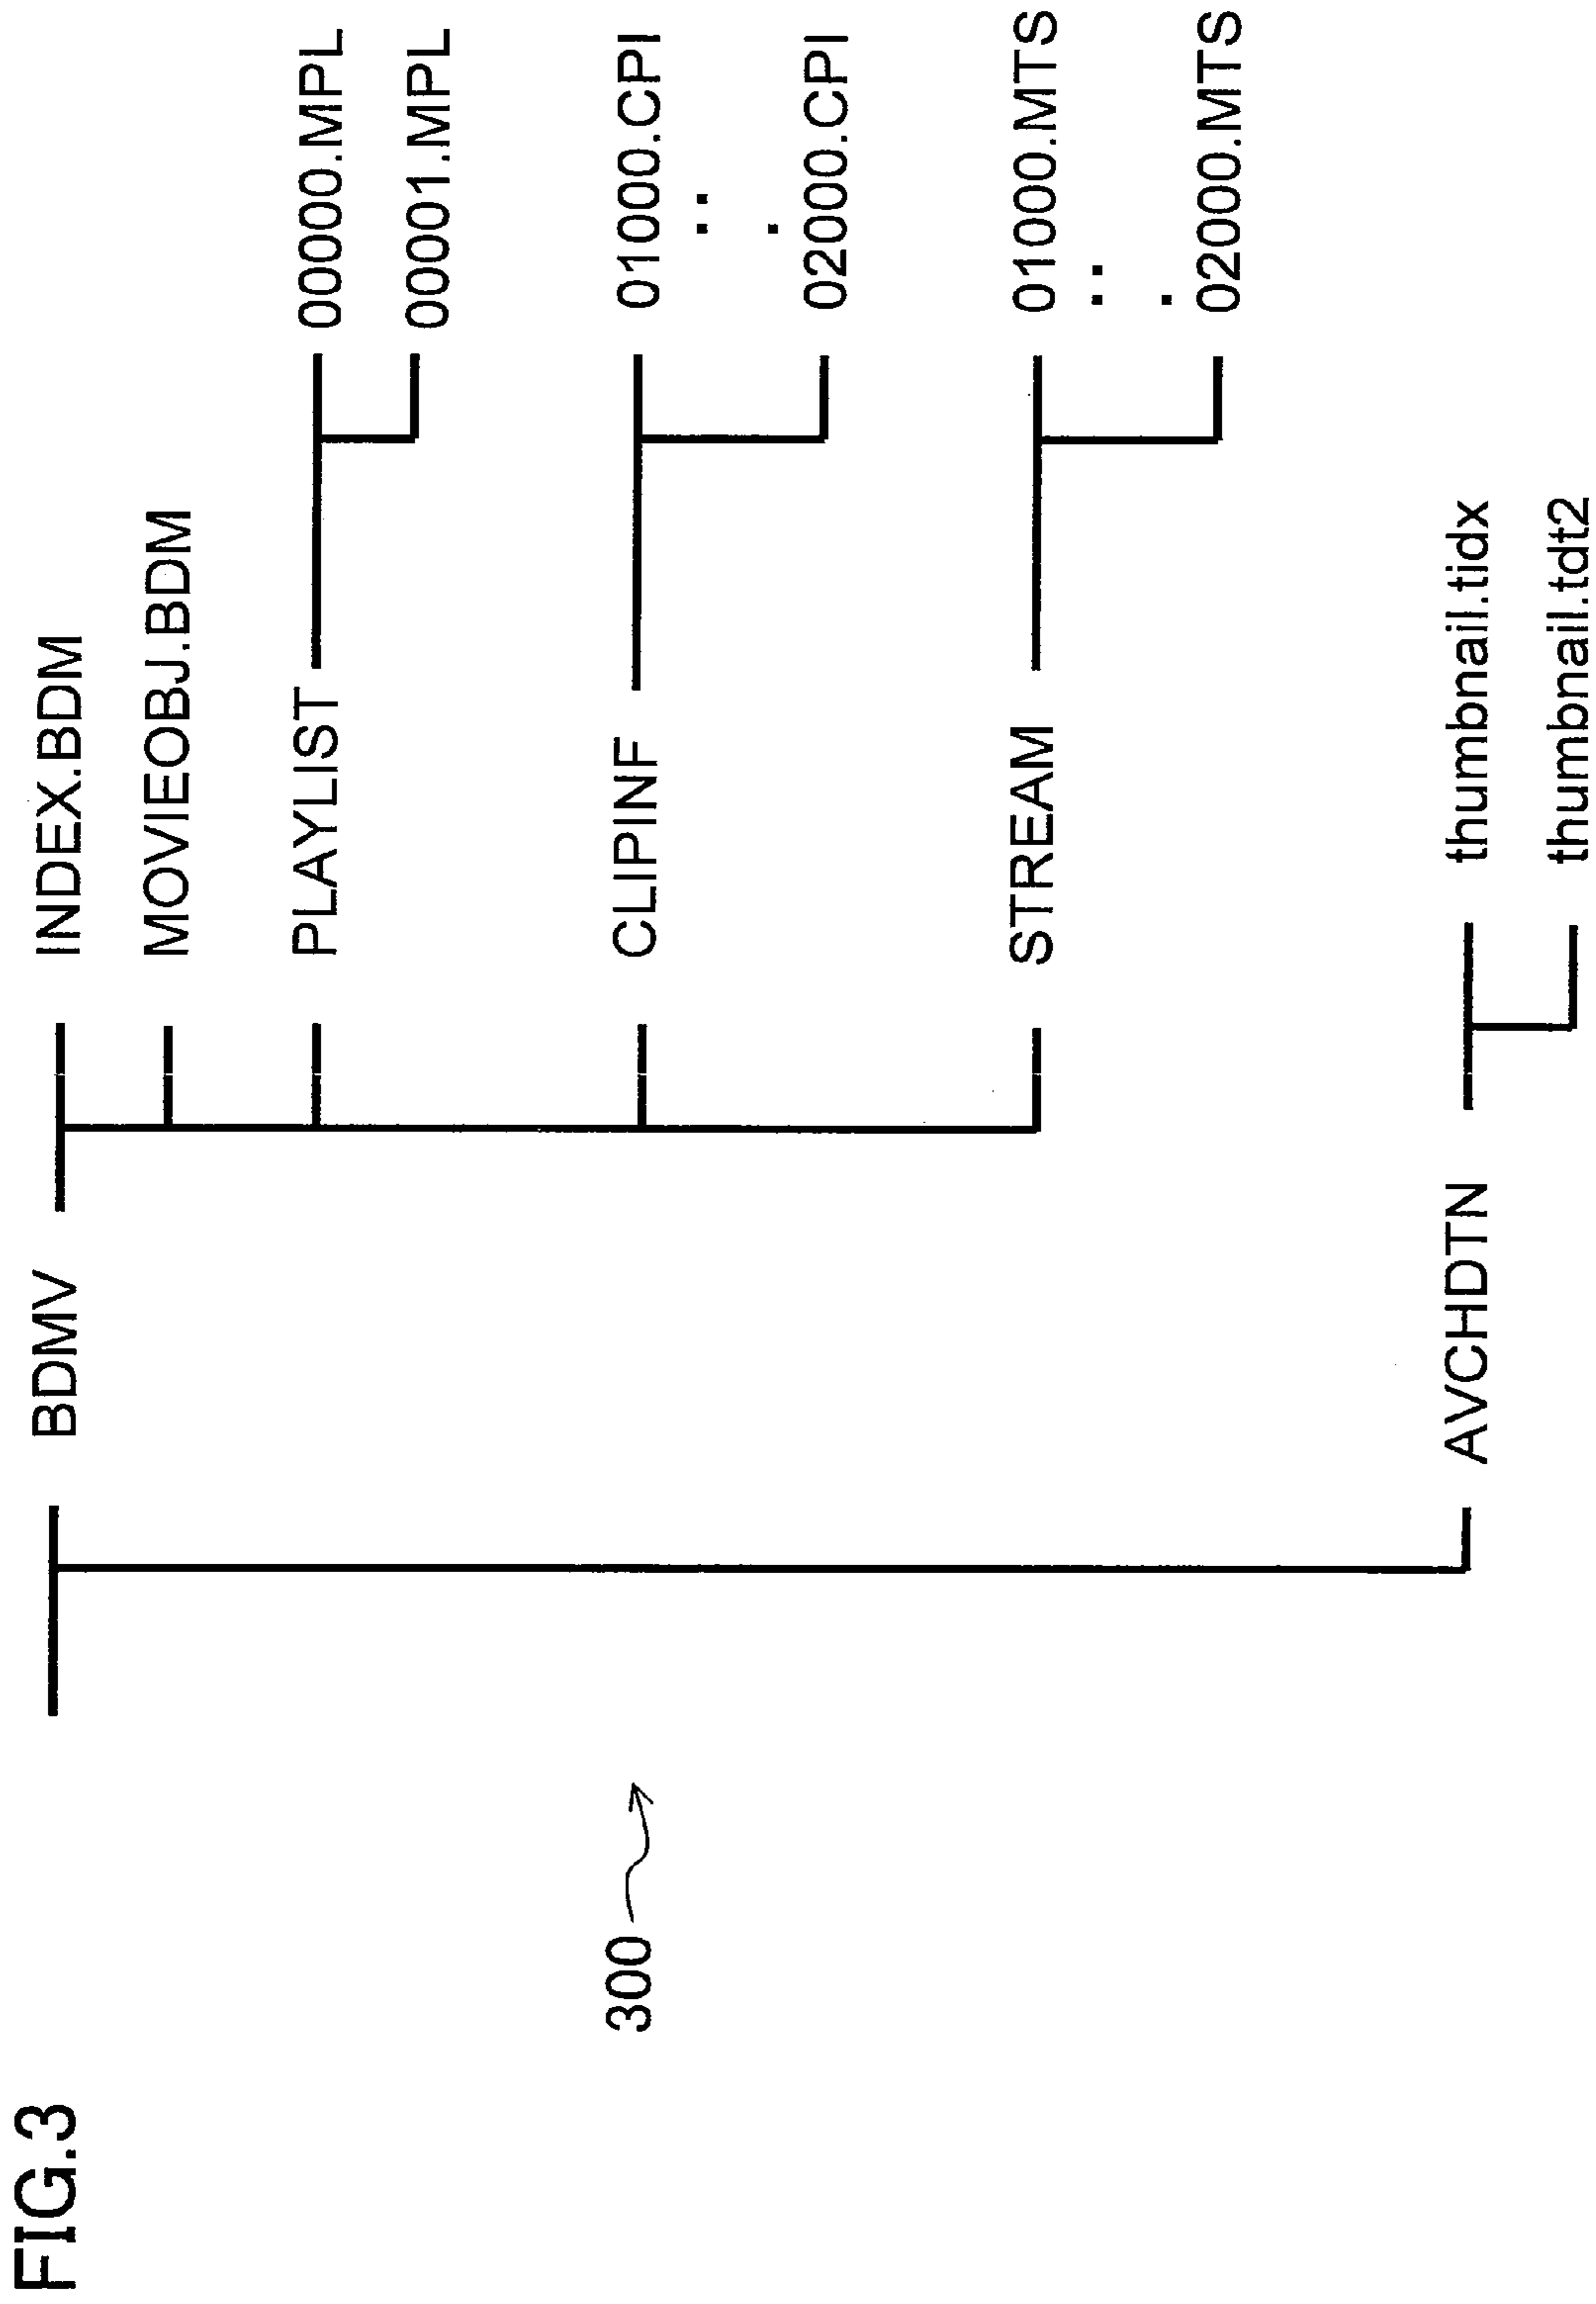 FIG.3
300
BDMV
INDEX.BDM
MOVIEOBJ.BDM
PLAYLIST
00000.MPL
00001.MPL
CLIPINF
01000.CPI
02000.CPI
STREAM
01000.MTS
02000.MTS
AVCHDTN
thumbnail.tidx
thumbnail.tdt2